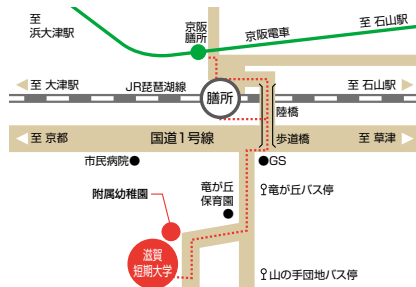 至
浜大津駅
京阪
膳所
京阪電車
至 石山駅
至 大津駅
JR琵琶湖線
膳所
至 石山駅
陸橋
至 京都
国道1号線
歩道橋
至 草津
市民病院
GS
附属幼稚園
竜が丘
保育園
竜が丘バス停
滋賀
短期大学
山の手団地バス停